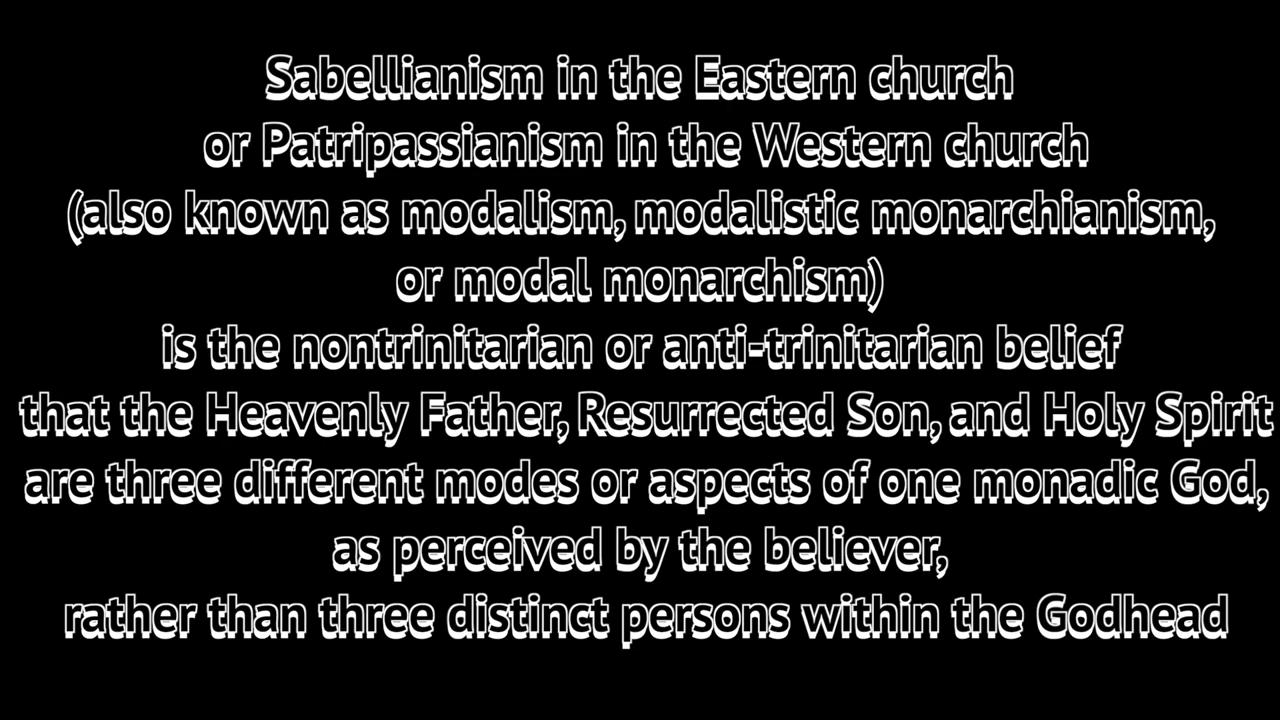 Sabellianism in the Eastern church
or Patripassianism in the Western church
(also known as modalism, modalistic monarchianism,
or modal monarchism)
is the nontrinitarian or anti-trinitarian belief
that the Heavenly Father, Resurrected Son, and Holy Spirit
are three different modes or aspects of one monadic God,
as perceived by the believer,
rather than three distinct persons within the Godhead